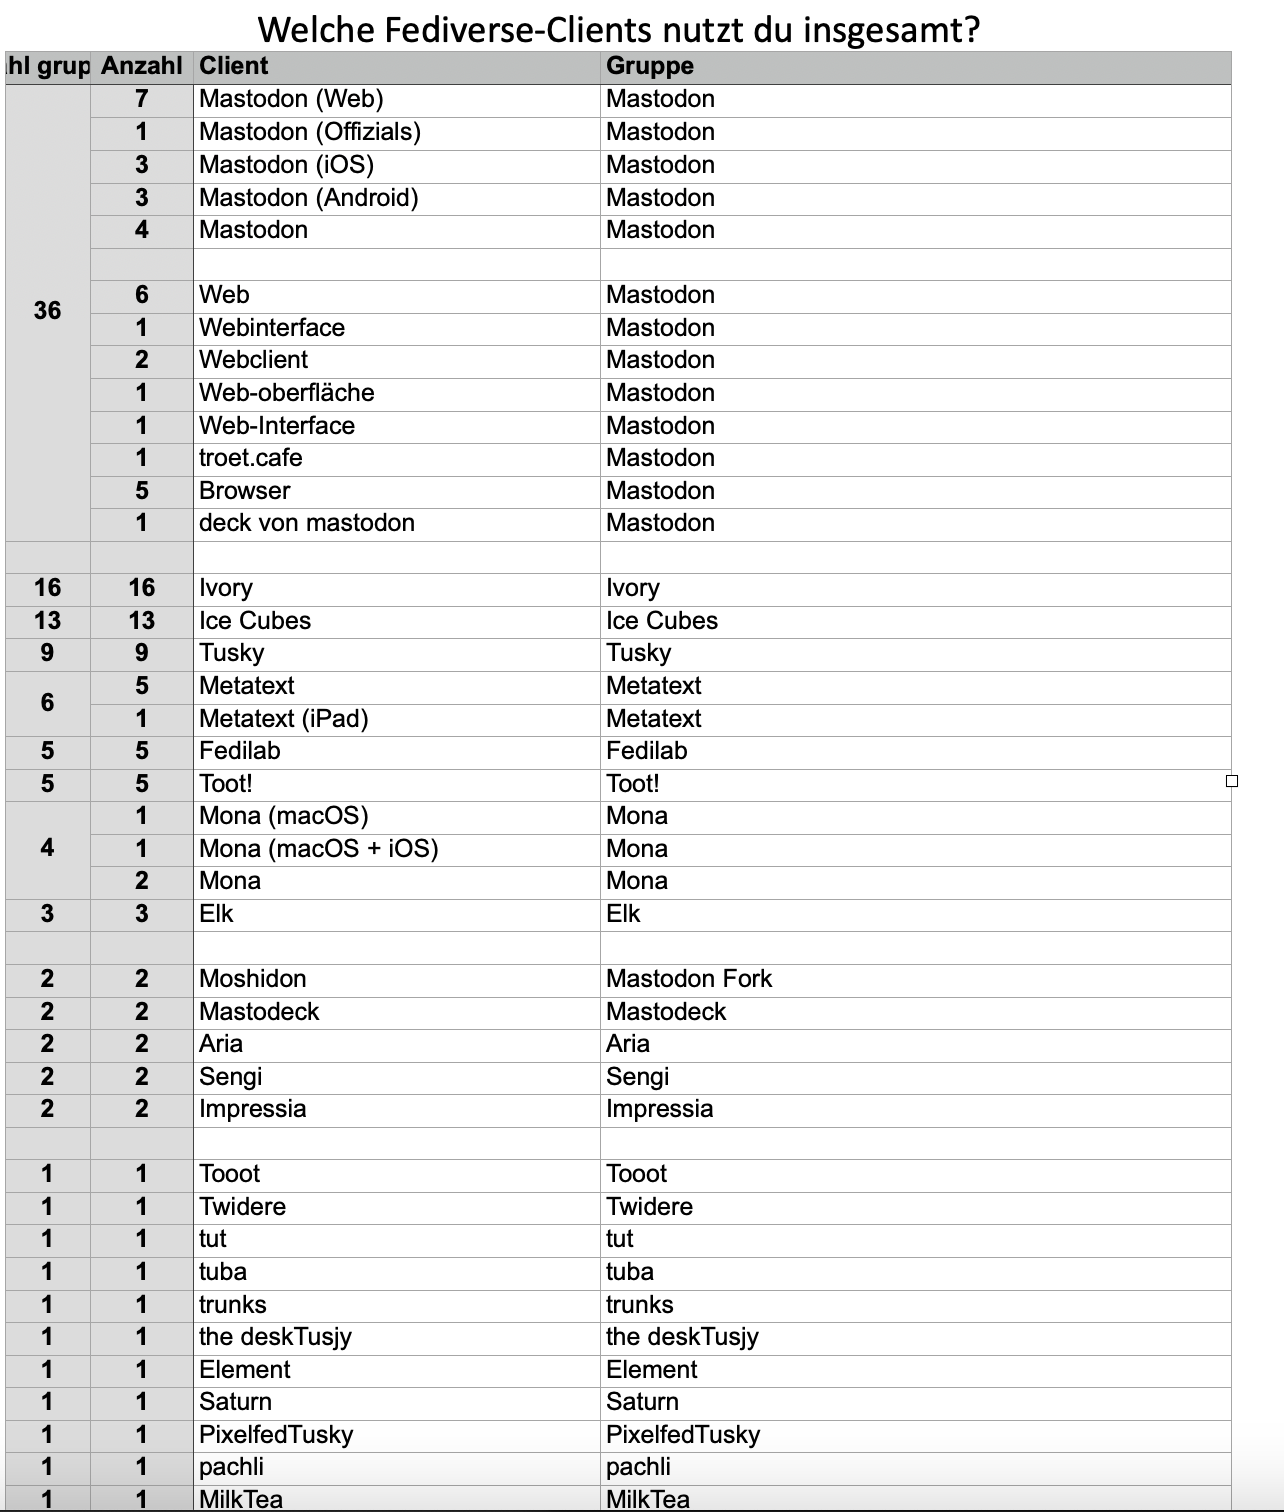 Welche Fediverse-Clients nutzt du insgesamt?
hl grup Anzahl Client Gruppe
7 Mastodon (Web) Mastodon
1 Mastodon (Offizials) Mastodon
3 Mastodon (iOS) Mastodon
3 Mastodon (Android) Mastodon
4 Mastodon Mastodon
36
6 Web Mastodon
1 Webinterface Mastodon
2 Webclient Mastodon
1 Web-oberfläche Mastodon
1 Web-Interface Mastodon
1 troet.cafe Mastodon
5 Browser Mastodon
1 deck von mastodon Mastodon
16 16 Ivory Ivory
13 13 Ice Cubes Ice Cubes
9 9 Tusky Tusky
6
5 Metatext Metatext
1 Metatext (iPad) Metatext
5 5 Fedilab Fedilab
5 5 Toot! Toot!
1 Mona (macOS) Mona
4 1 Mona (macOS + iOS) Mona
2 Mona Mona
3 3 Elk Elk
2 2 Moshidon Mastodon Fork
2 2 Mastodeck Mastodeck
2 2 Aria Aria
2 2 Sengi Sengi
2 2 Impressia Impressia
1 1 Tooot Tooot
1 1 Twidere Twidere
1 1 tut tut
1 1 tuba tuba
1 1 trunks trunks
1 1 the deskTusjy the deskTusjy
1 1 Element Element
1 1 Saturn Saturn
1 1 PixelfedTusky PixelfedTusky
1 1 pachli pachli
1 1 MilkTea MilkTea